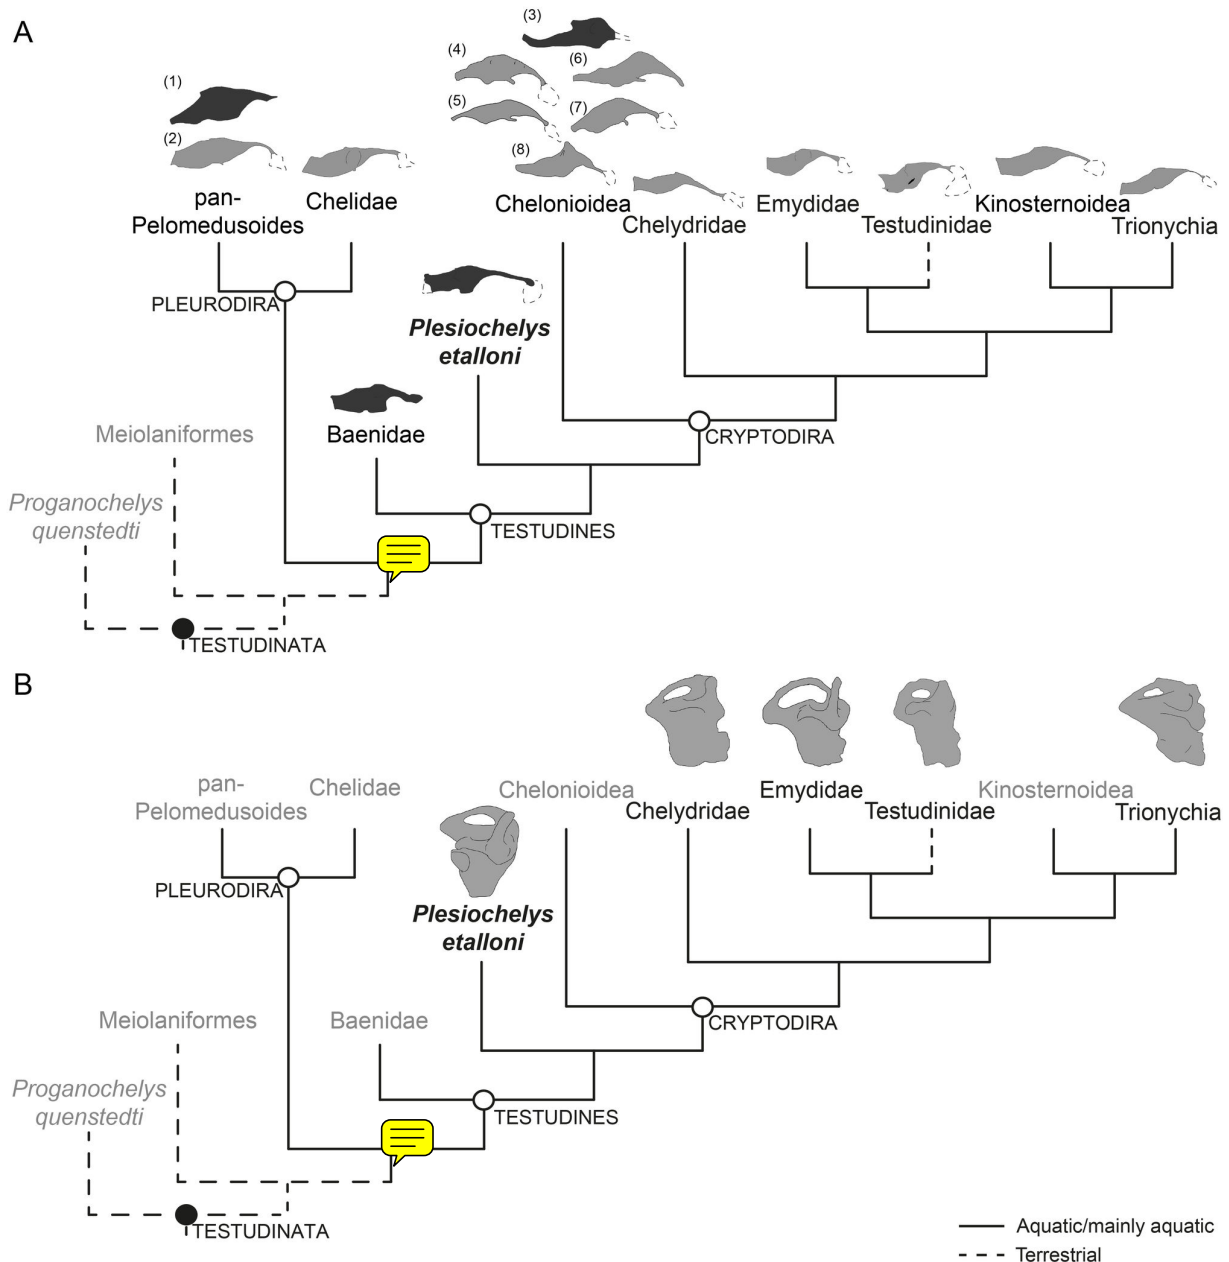 A
(3)
(4)
(6)
(1)
(5)
(7)
(2)
(8)
pan-
Pelomedusoides
Chelidae
Chelonioidea
Chelydridae
Emydidae
Testudinidae
Kinosternoidea
Trionychia
PLEURODIRA
Plesiochelys
etalloni
Baenidae
Meiolaniformes
CRYPTODIRA
Proganochelys
quenstedti
TESTUDINES
TESTUDINATA
B
pan-
Pelomedusoides
Chelidae
Chelonioidea
Chelydridae
Emydidae
Testudinidae
Kinosternoidea
Trionychia
PLEURODIRA
Plesiochelys
etalloni
Meiolaniformes
Baenidae
CRYPTODIRA
Proganochelys
quenstedti
TESTUDINES
TESTUDINATA
Aquatic/mainly aquatic
Terrestrial